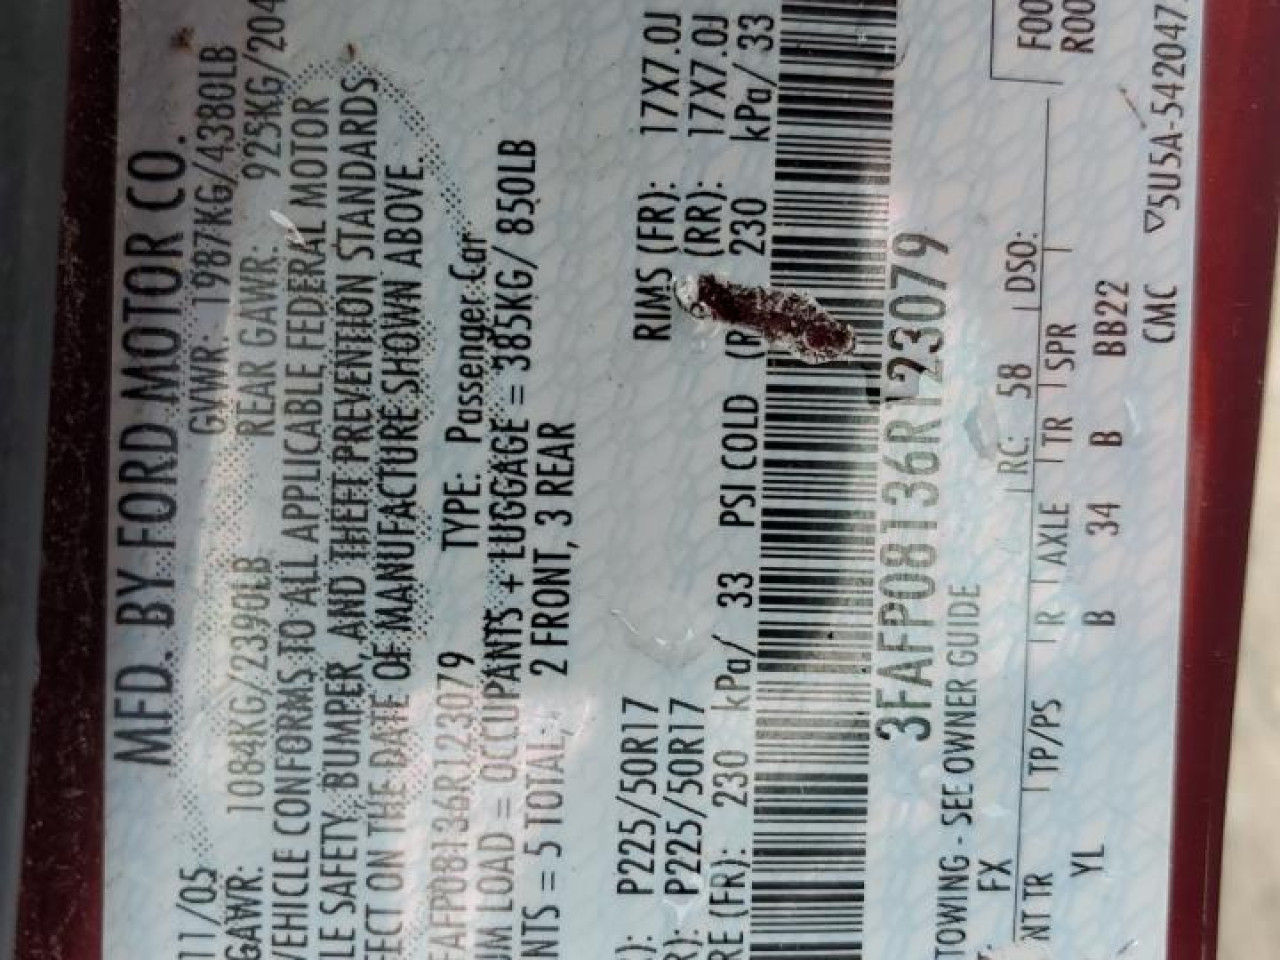 MFD. BY FORD MOTOR CO.
11/05 GVWR: 1987KG/4380LB
GAWR: 1084KG/2390LB REAR GAWR: 925KG/204
VEHICLE CONFORMS TO ALL APPLICABLE FEDERAL MOTOR
LE SAFETY, BUMPER, AND THEFT PREVENTION STANDARDS
FECT ON THE DATE OF MANUFACTURE SHOWN ABOVE.
FAFP08136R123079 TYPE: Passenger Car
UM LOAD = OCCUPANTS + LUGGAGE = 385KG/ 850LB
NTS = 5 TOTAL, 2 FRONT, 3 REAR
): P225/50R17 RIMS (FR): 17X7.0J
R): P225/50R17 (RR): 17X7.0J
RE (FR): 230 kPa/ 33 PSI COLD (R 230 kPa/ 33
3FAFP08136R123079
TOWING - SEE OWNER GUIDE F00
: FX RC: 58 DSO: R00
NT TR TP/PS R AXLE TR SPR
YL B 34 B BB22
CMC ▽5U5A-5420472